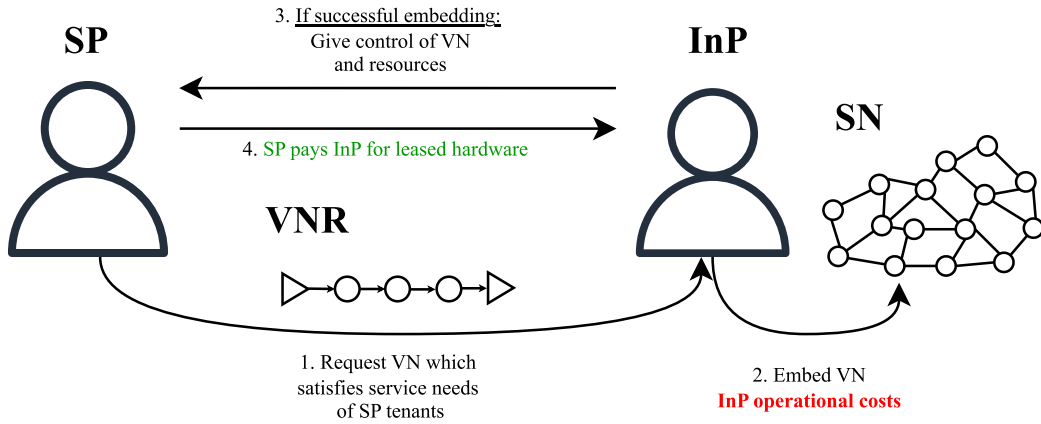 SP
3. If successful embedding:
Give control of VN
and resources
InP
4. SP pays InP for leased hardware
SN
VNR
1. Request VN which
satisfies service needs
of SP tenants
2. Embed VN
InP operational costs